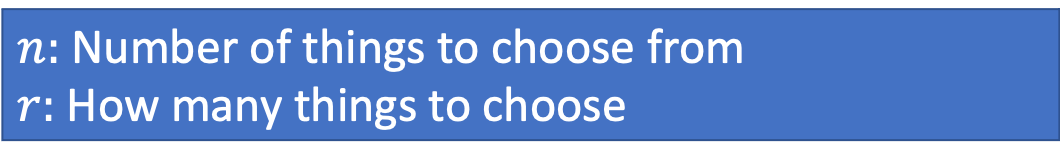 n: Number of things to choose from
r: How many things to choose